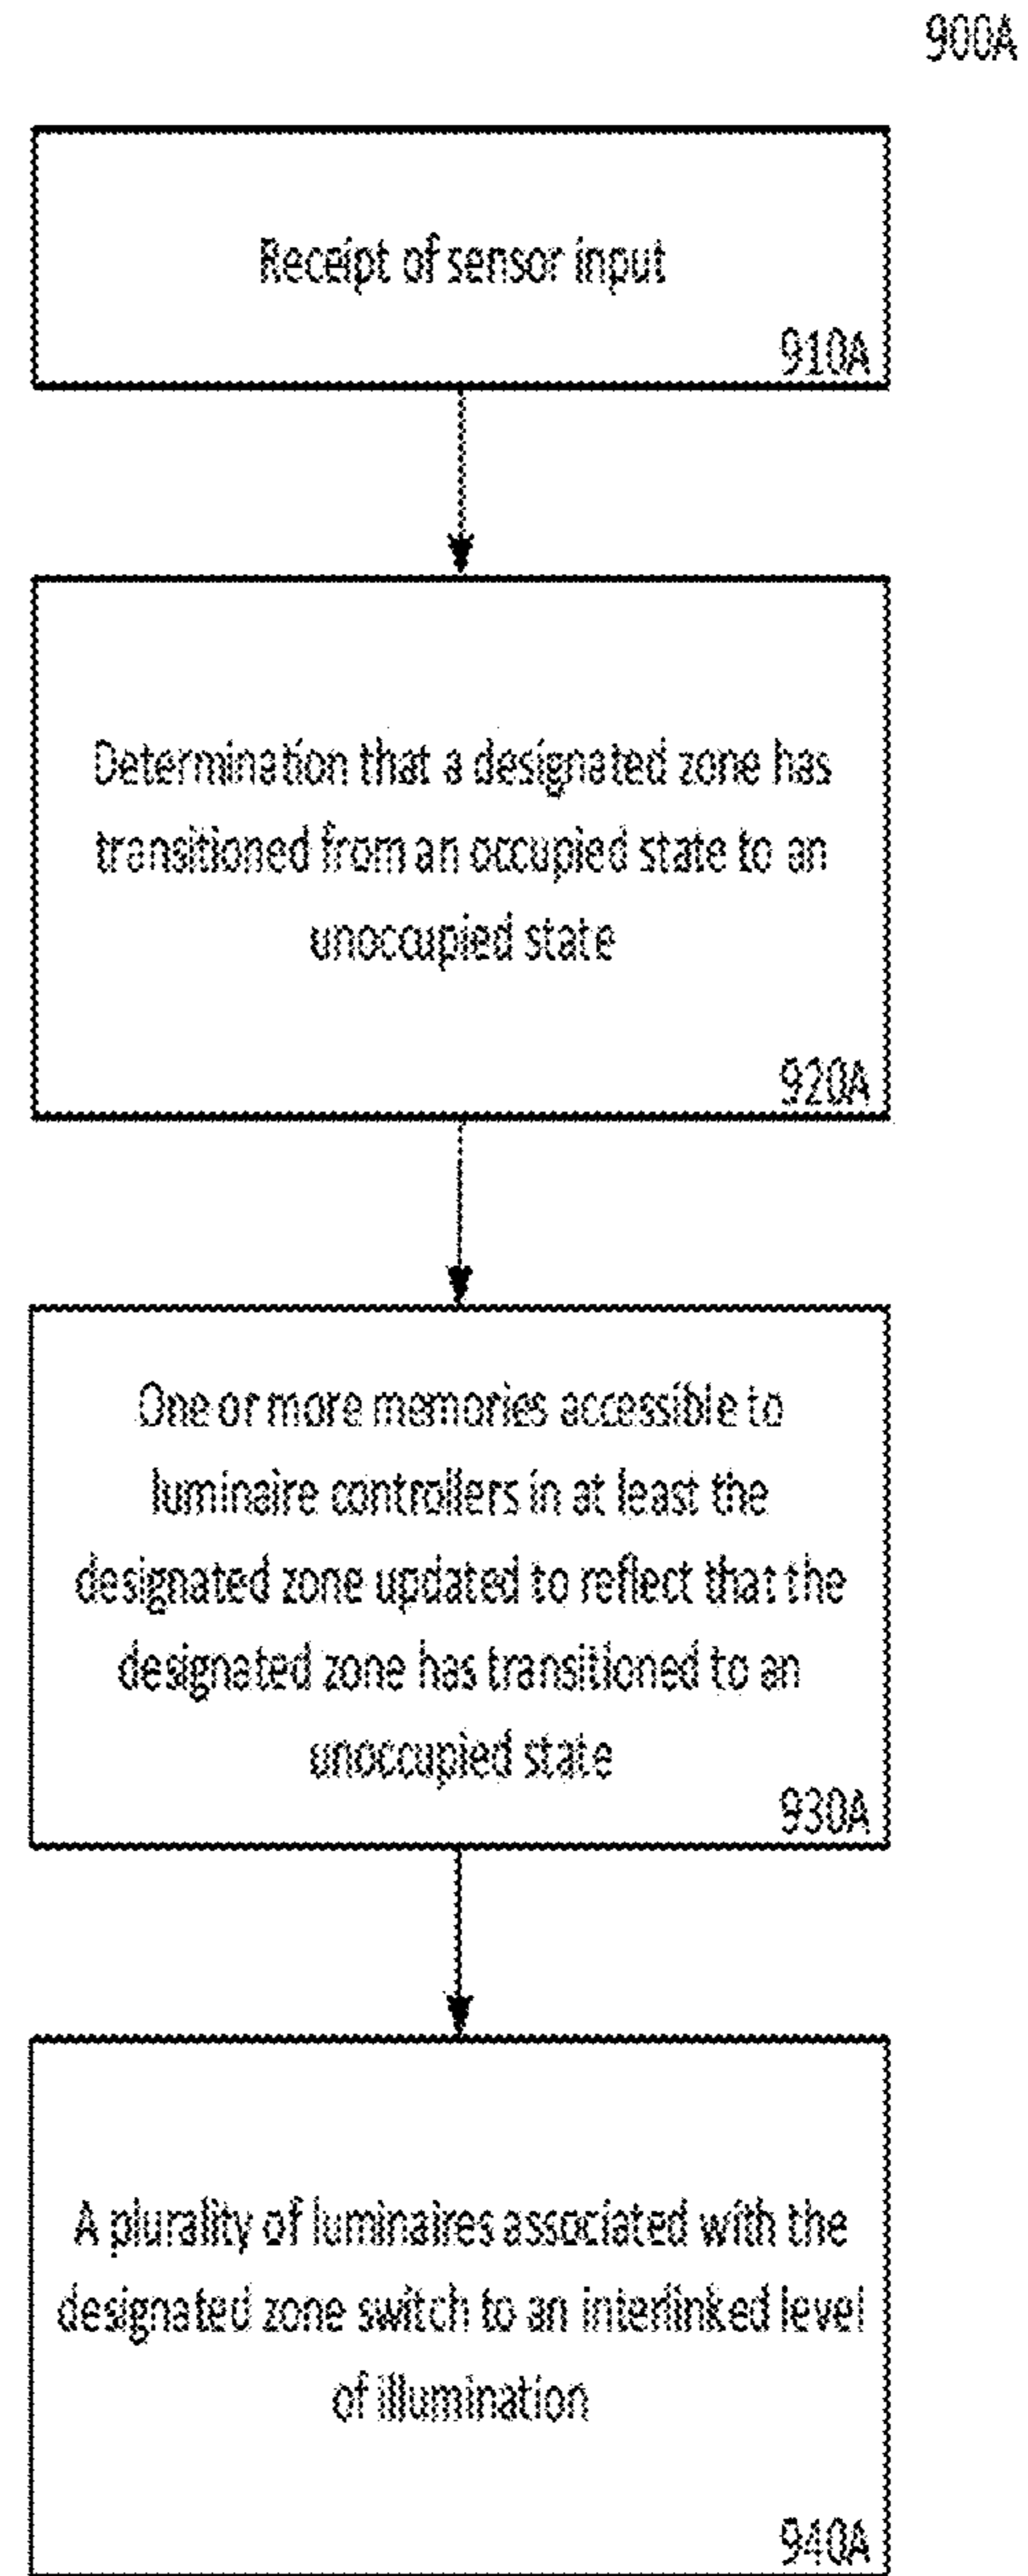 900A
Receipt of sensor input
910A
Determination that a designated zone has
transitioned from an occupied state to an
unoccupied state
920A
One or more memories accessible to
luminaire controllers in at least the
designated zone updated to reflect that the
designated zone has transitioned to an
unoccupied state
930A
A plurality of luminaires associated with the
designated zone switch to an interlinked level
of illumination
940A